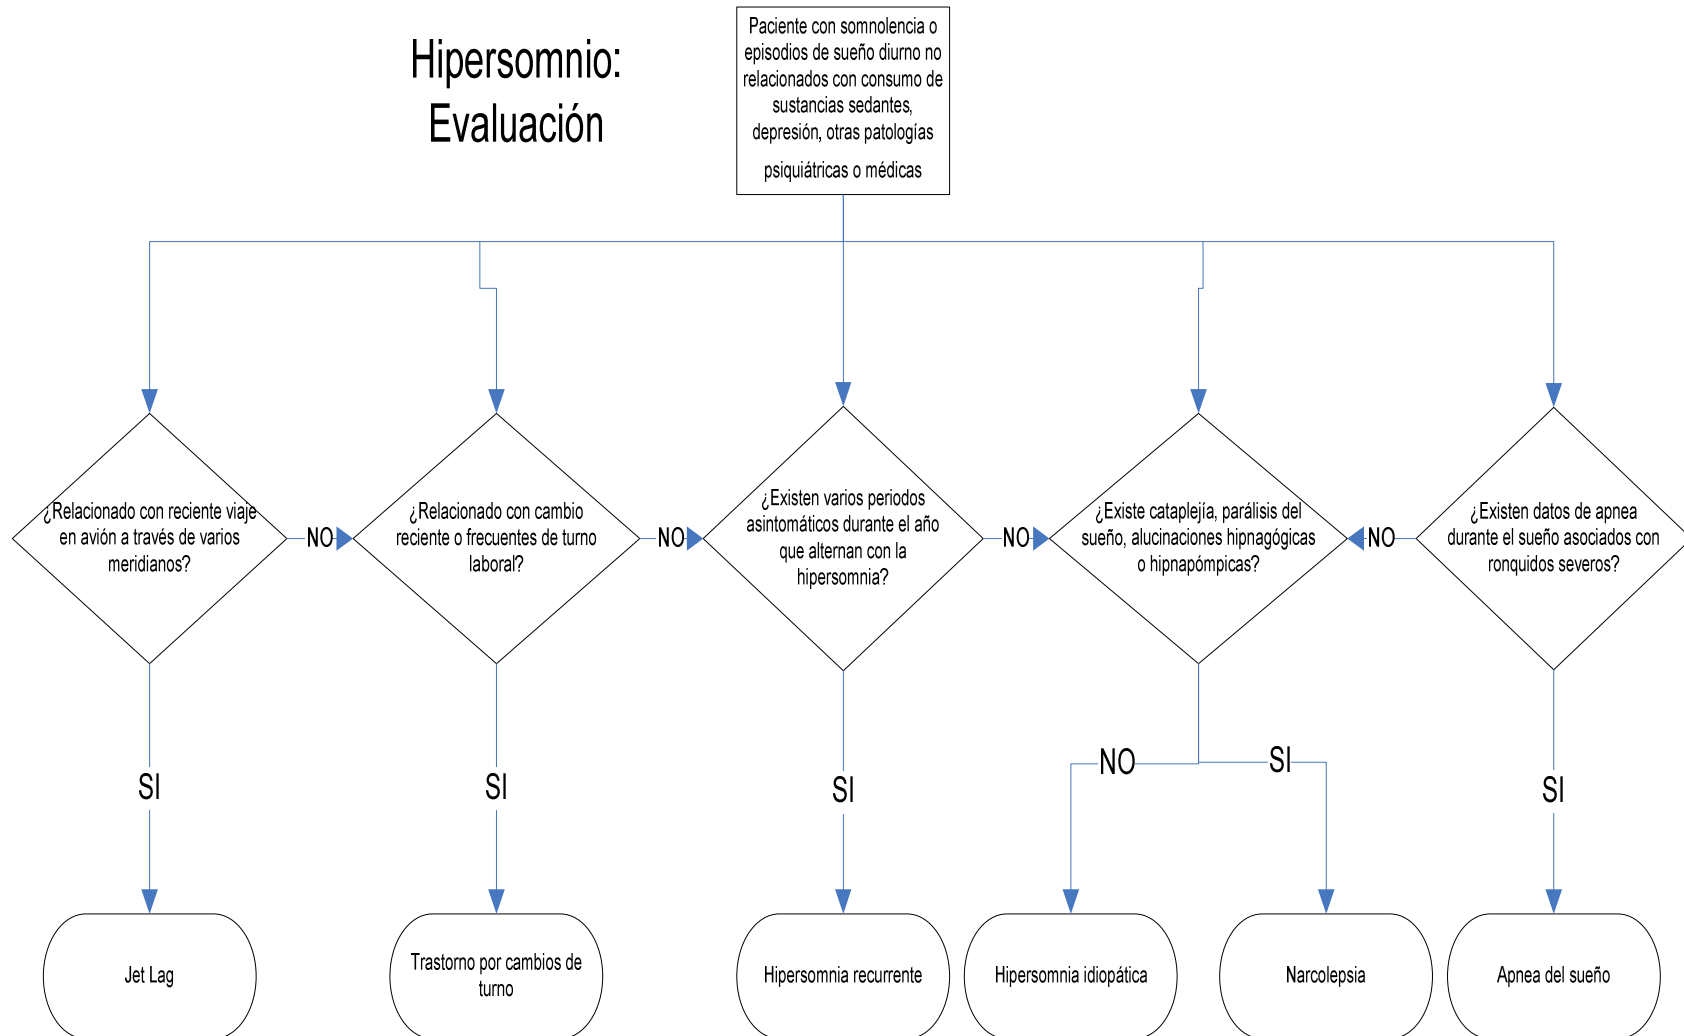 Hipersomnio:
Evaluación
Paciente con somnolencia o
episodios de sueño diurno no
relacionados con consumo de
sustancias sedantes,
depresión, otras patologías
psiquiátricas o médicas
¿Relacionado con reciente viaje
en avión a través de varios
meridianos?
NO
¿Relacionado con cambio
reciente o frecuentes de turno
laboral?
NO
¿Existen varios periodos
asintomáticos durante el año
que alternan con la
hipersomnia?
NO
¿Existe cataplejía, parálisis del
sueño, alucinaciones hipnagógicas
o hipnapómpicas?
NO
¿Existen datos de apnea
durante el sueño asociados con
ronquidos severos?
SI
SI
SI
NO
SI
SI
Jet Lag
Trastorno por cambios de
turno
Hipersomnia recurrente
Hipersomnia idiopática
Narcolepsia
Apnea del sueño